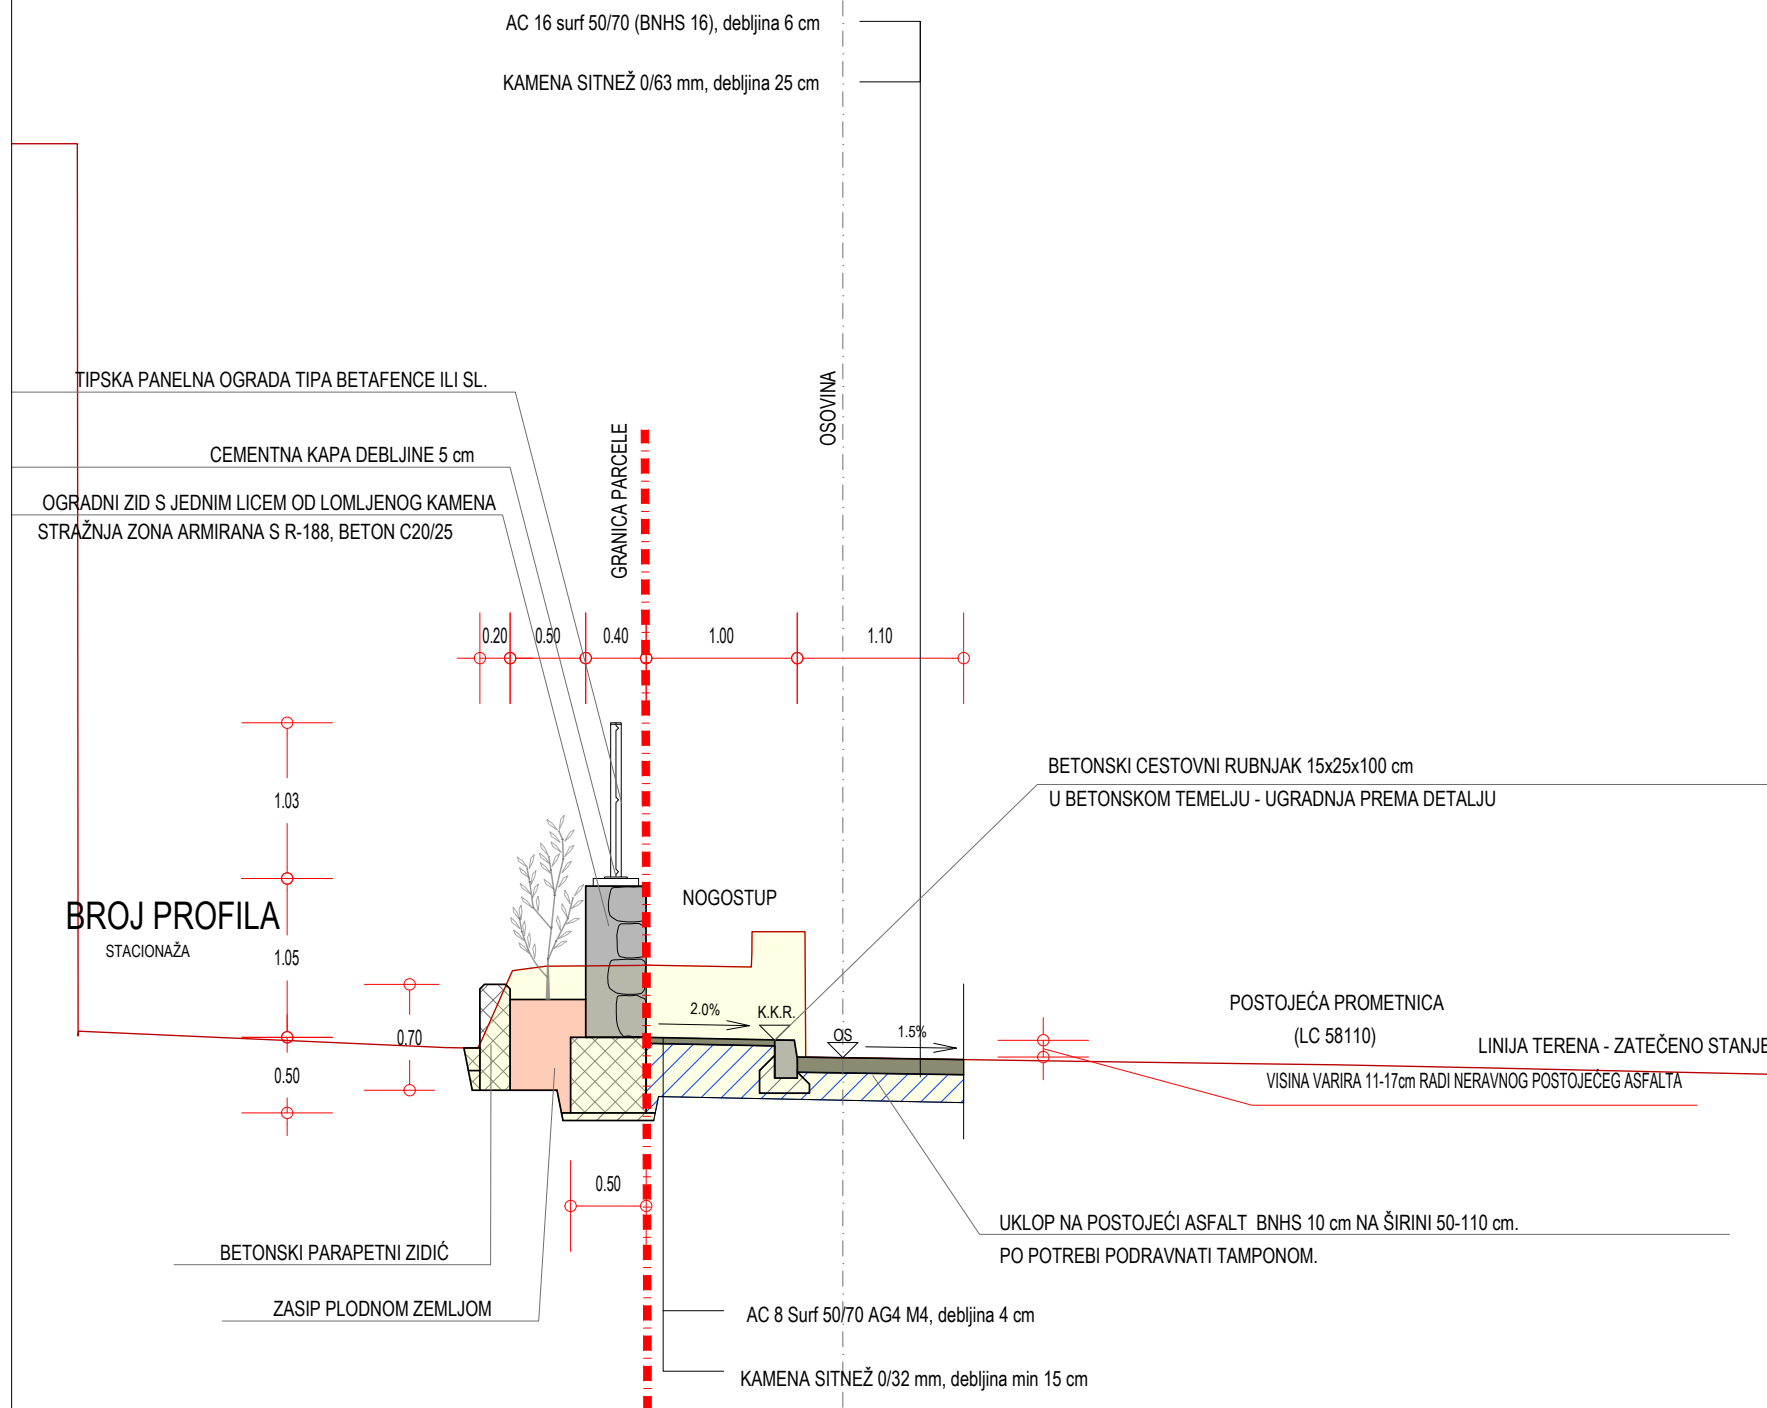 AC 16 surf 50/70 (BNHS 16), debljina 6 cm
KAMENA SITNEŽ 0/63 mm, debljina 25 cm
TIPSKA PANELNA OGRADA TIPA BETAFENCE ILI SL.
CEMENTNA KAPA DEBLJINE 5 cm
OGRADNI ZID S JEDNIM LICEM OD LOMLJENOG KAMENA
STRAŽNJA ZONA ARMIRANA S R-188, BETON C20/25
GRANICA PARCELE
OSOVINA
0.20 0.50 0.40 1.00 1.10
BETONSKI CESTOVNI RUBNJAK 15x25x100 cm
U BETONSKOM TEMELJU - UGRADNJA PREMA DETALJU
1.03
NOGOSTUP
BROJ PROFILA
STACIONAŽA
1.05
0.70
0.50
2.0%
K.K.R.
OS
1.5%
POSTOJEĆA PROMETNICA
(LC 58110)
LINIJA TERENA - ZATEČENO STANJE
VISINA VARIRA 11-17cm RADI NERAVNOG POSTOJEĆEG ASFALTA
0.50
UKLOP NA POSTOJEĆI ASFALT BNHS 10 cm NA ŠIRINI 50-110 cm.
PO POTREBI PODRAVNATI TAMPONOM.
BETONSKI PARAPETNI ZIDIĆ
ZASIP PLODNOM ZEMLJOM
AC 8 Surf 50/70 AG4 M4, debljina 4 cm
KAMENA SITNEŽ 0/32 mm, debljina min 15 cm